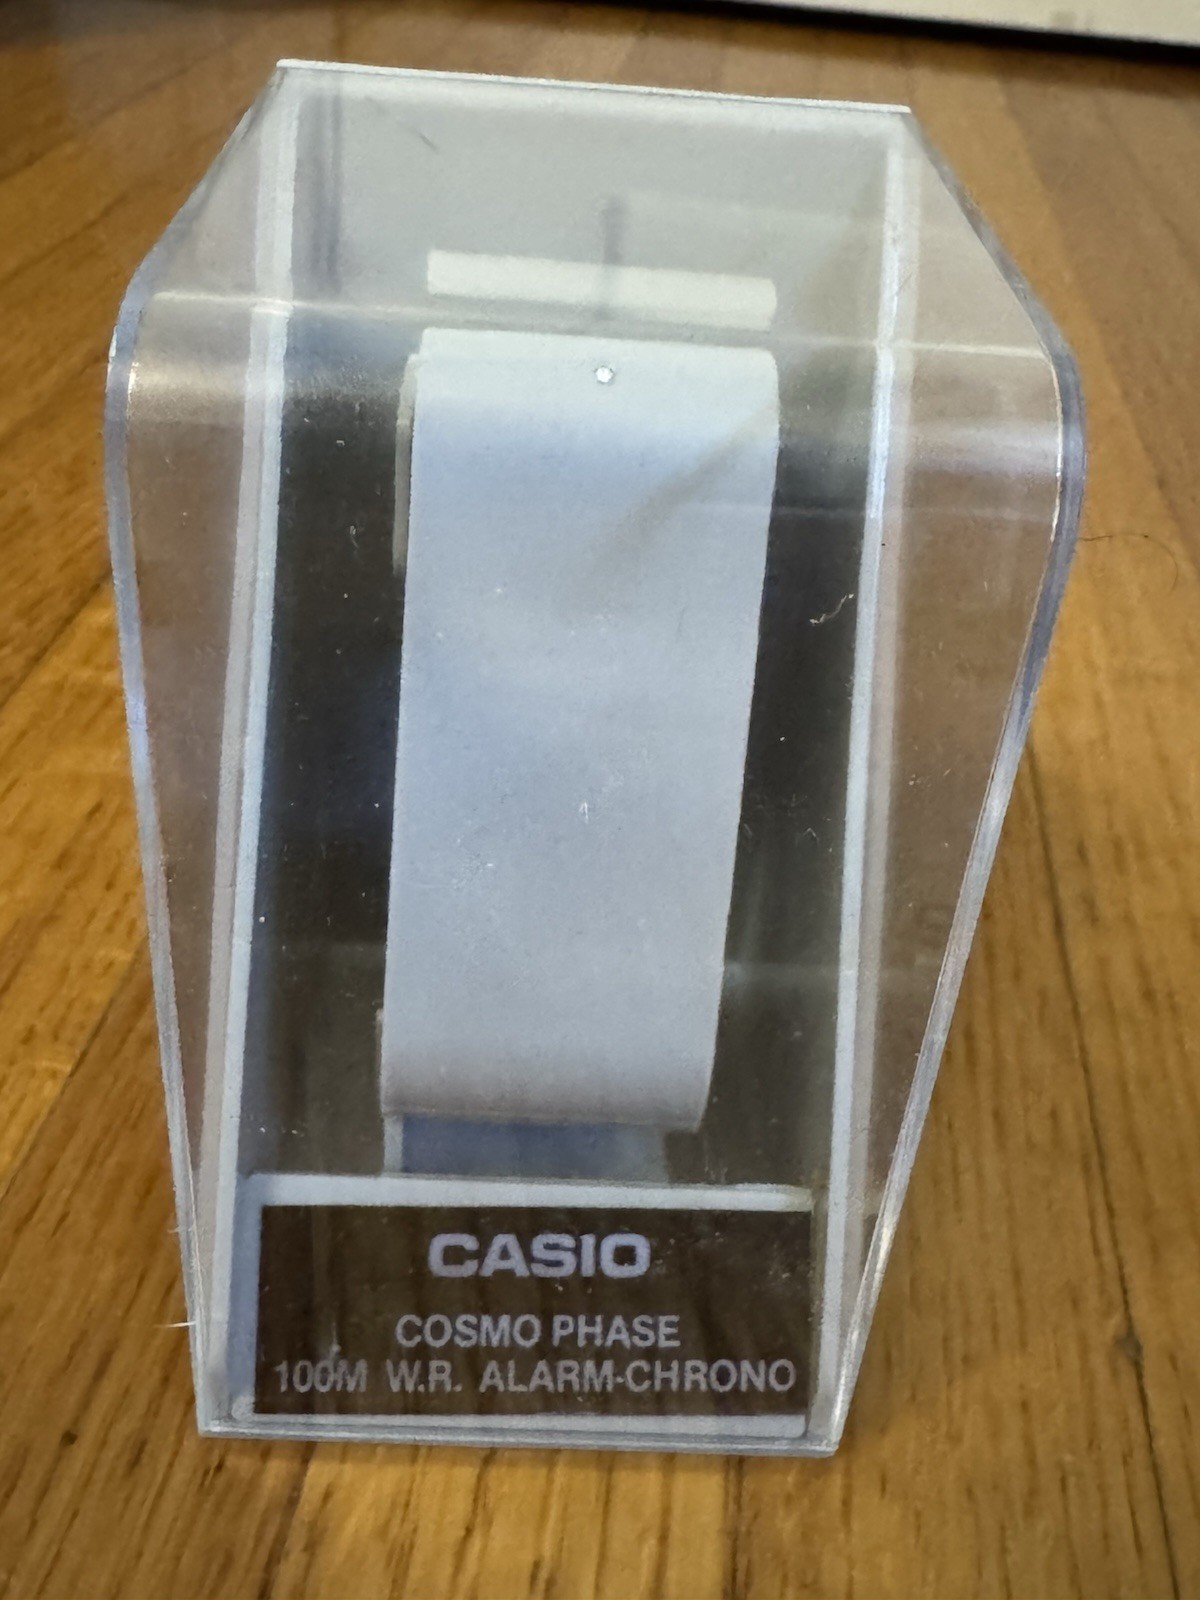 CASIO
COSMO PHASE
100M W.R. ALARM-CHRONO